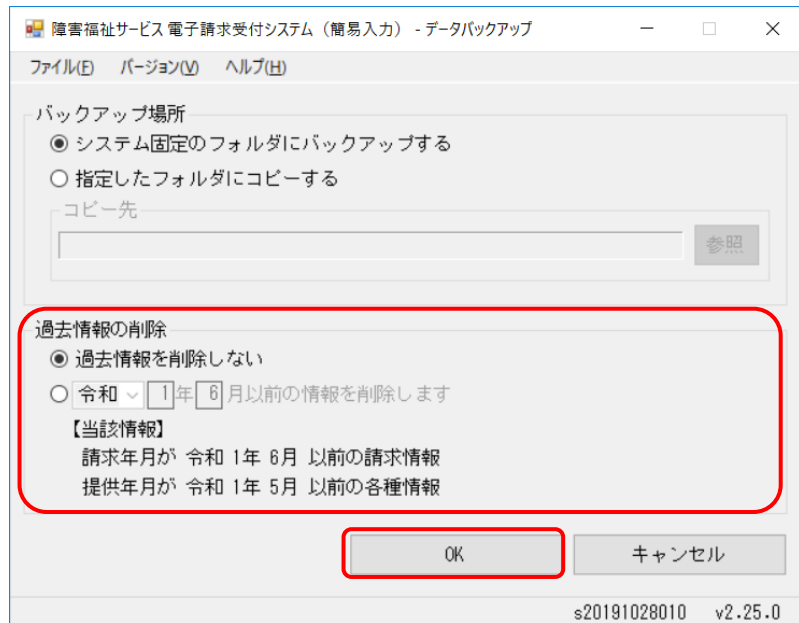 障害福祉サービス 電子請求受付システム（簡易入力） - データバックアップ
ファイル(F) バージョン(V) ヘルプ(H)
バックアップ場所
システム固定のフォルダにバックアップする
指定したフォルダにコピーする
コピー先
参照
過去情報の削除
過去情報を削除しない
令和 1年 6月以前の情報を削除します
【当該情報】
請求年月が 令和 1年 6月 以前の請求情報
提供年月が 令和 1年 5月 以前の各種情報
OK キャンセル
s20191028010 v2.25.0